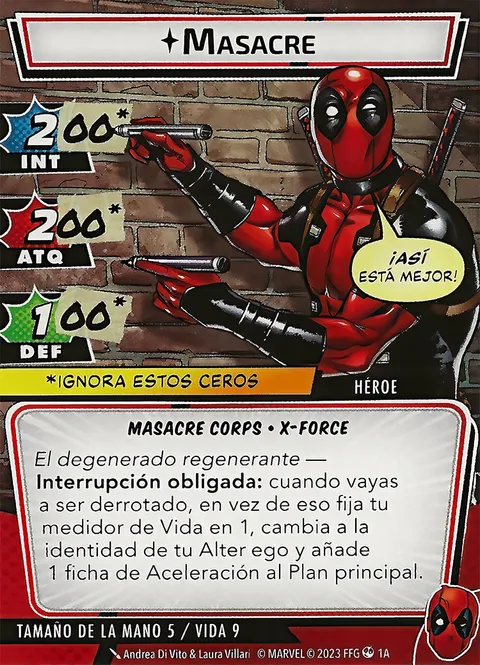 MASACRE
200*
INT
200*
ATQ
¡ASÍ
ESTÁ MEJOR!
100*
DEF
*IGNORA ESTOS CEROS
HÉROE
MASACRE CORPS • X-FORCE
El degenerado regenerante —
Interrupción obligada: cuando vayas
a ser derrotado, en vez de eso fija tu
medidor de Vida en 1, cambia a la
identidad de tu Alter ego y añade
1 ficha de Aceleración al Plan principal.
TAMAÑO DE LA MANO 5 / VIDA 9
Andrea Di Vito & Laura Villari © MARVEL © 2023 FFG 1A